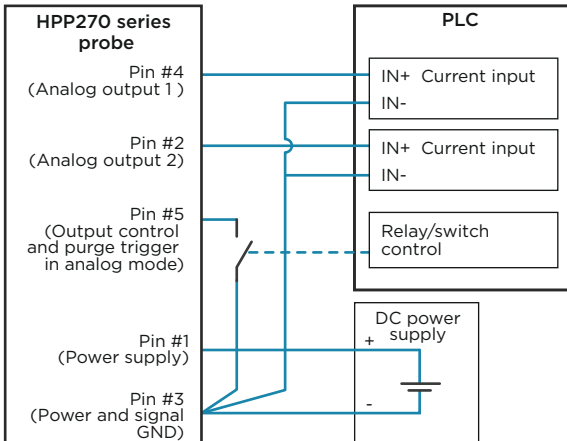 HPP270 series
probe
Pin #4
(Analog output 1 )
Pin #2
(Analog output 2)
Pin #5
(Output control
and purge trigger
in analog mode)
Pin #1
(Power supply)
Pin #3
(Power and signal
GND)
PLC
IN+ Current input
IN-
IN+ Current input
IN-
Relay/switch
control
DC power
supply
+
-